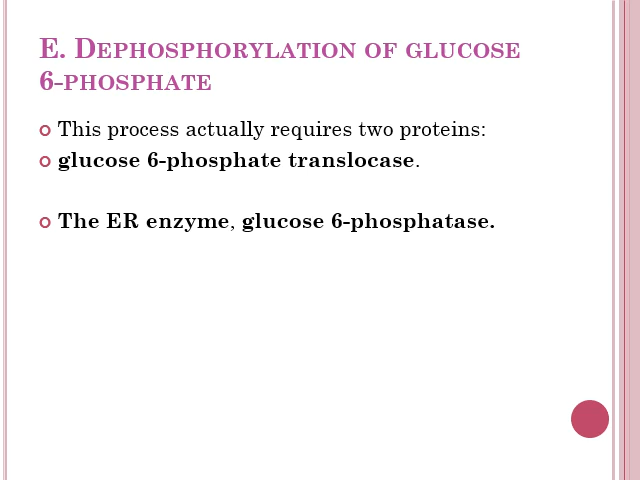 E. Dephosphorylation of glucose
6-phosphate
This process actually requires two proteins:
glucose 6-phosphate translocase.
The ER enzyme, glucose 6-phosphatase.